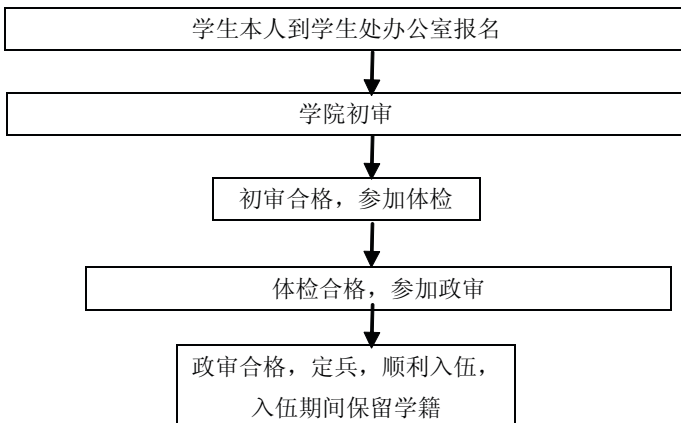 学生本人到学生处办公室报名
学院初审
初审合格，参加体检
体检合格，参加政审
政审合格，定兵，顺利入伍，
入伍期间保留学籍